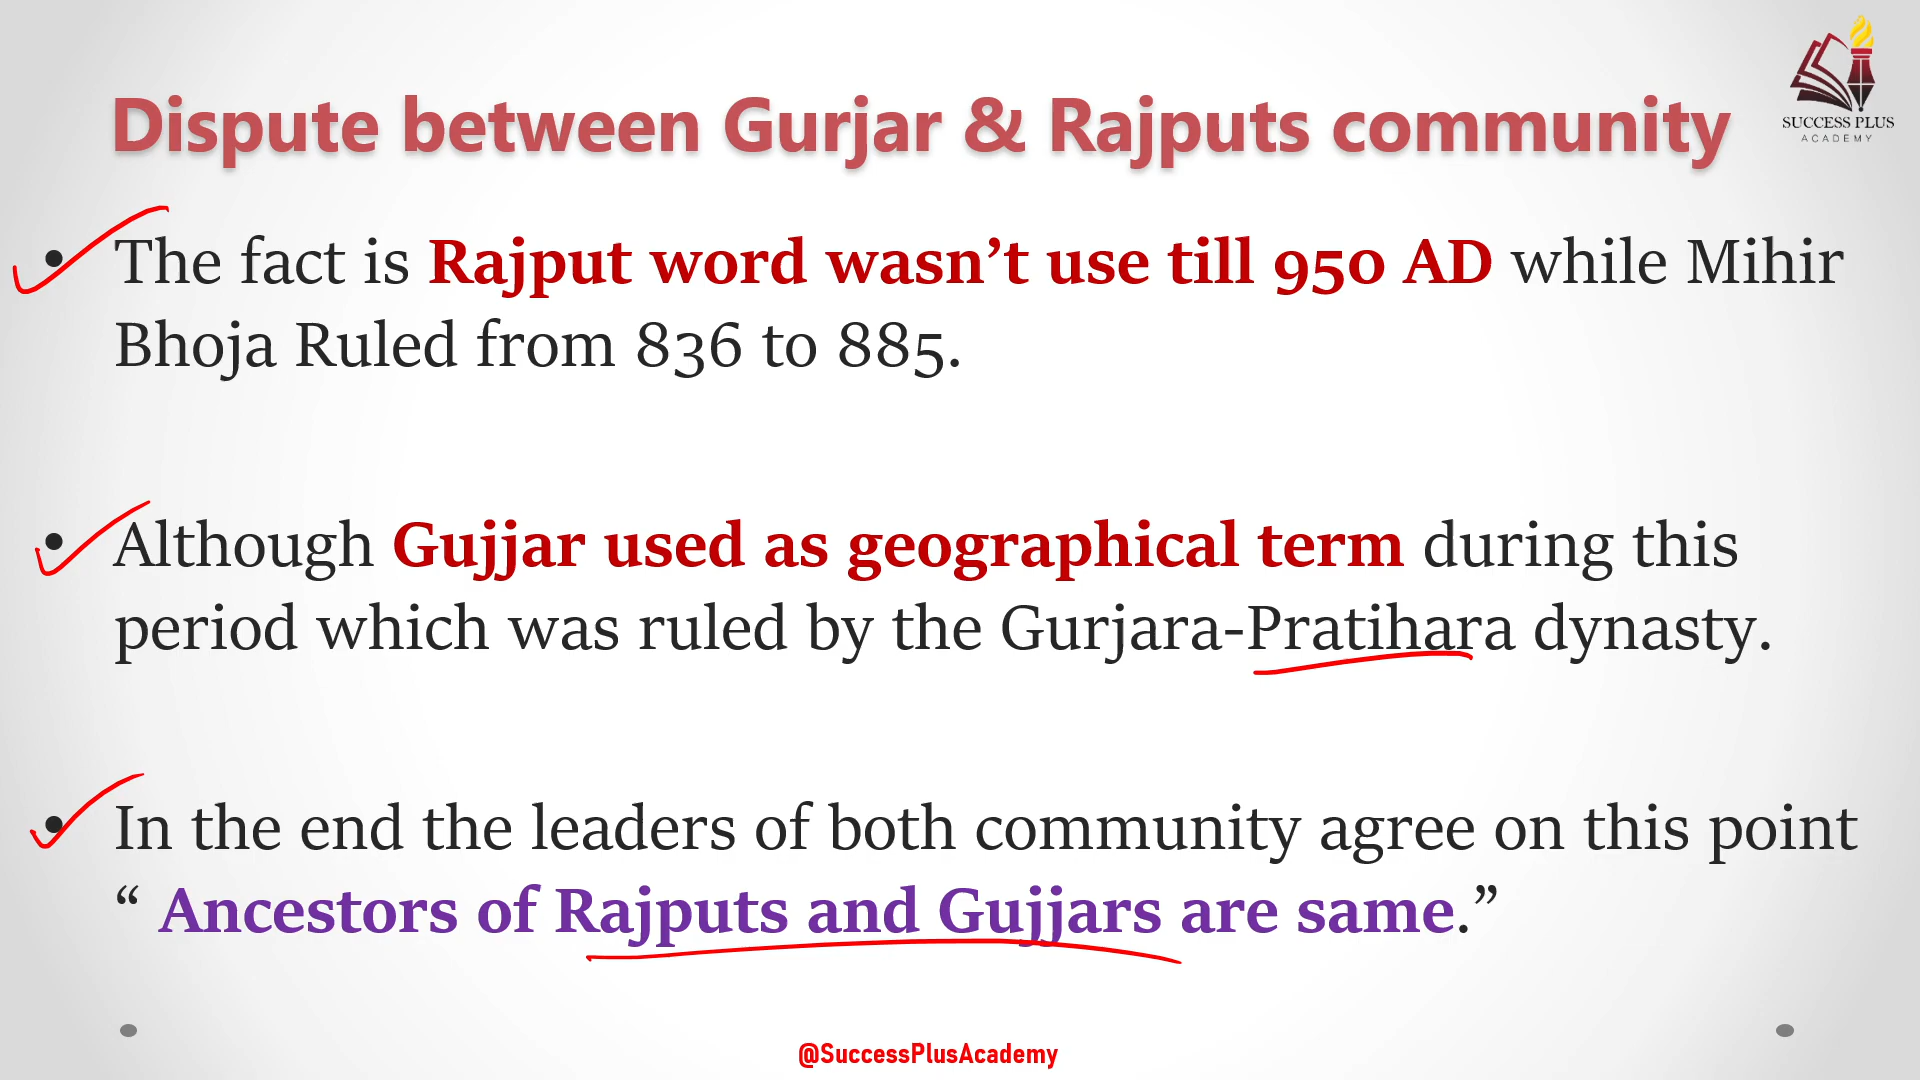 SUCCESS PLUS
ACADEMY
Dispute between Gurjar & Rajputs community
• The fact is Rajput word wasn’t use till 950 AD while Mihir
Bhoja Ruled from 836 to 885.
• Although Gujjar used as geographical term during this
period which was ruled by the Gurjara-Pratihara dynasty.
• In the end the leaders of both community agree on this point
“ Ancestors of Rajputs and Gujjars are same.”
@SuccessPlusAcademy